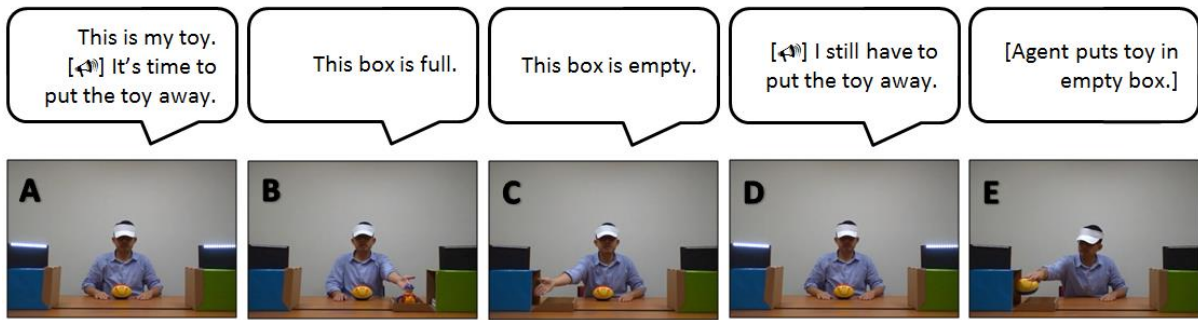 This is my toy.
[📢] It's time to
put the toy away.
This box is full.
This box is empty.
[📢] I still have to
put the toy away.
[Agent puts toy in
empty box.]
A
B
C
D
E